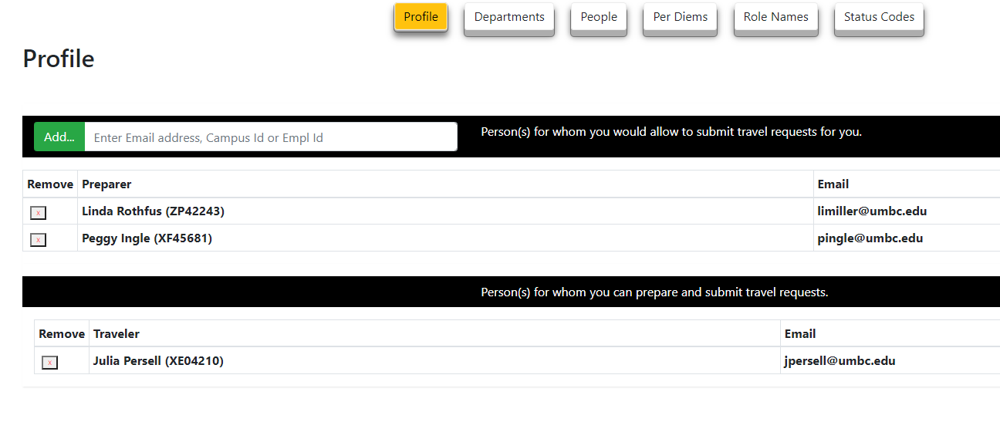 Profile Departments People Per Diems Role Names Status Codes
Profile
Add... Enter Email address, Campus Id or Empl Id Person(s) for whom you would allow to submit travel requests for you.
Remove Preparer Email
x Linda Rothfus (ZP42243) limiller@umbc.edu
x Peggy Ingle (XF45681) pingle@umbc.edu
Person(s) for whom you can prepare and submit travel requests.
Remove Traveler Email
x Julia Persell (XE04210) jpersell@umbc.edu